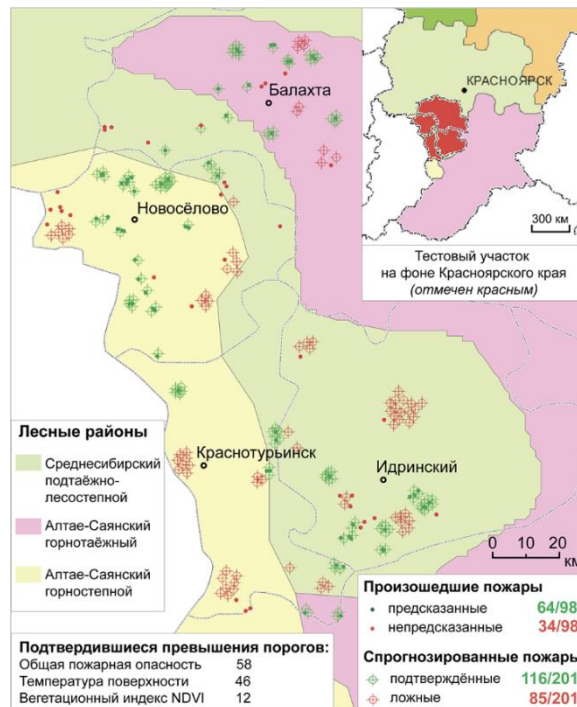 Балахта
КРАСНОЯРСК
300 км
Тестовый участок
на фоне Красноярского края
(отмечен красным)
Новосёлово
Лесные районы
Среднесибирский
подтаёжно-
лесостепной
Алтае-Саянский
горнотаёжный
Алтае-Саянский
горностепной
Краснотурьинск
Идринский
0 10 20
км
Подтвердившиеся превышения порогов:
Общая пожарная опасность 58
Температура поверхности 46
Вегетационный индекс NDVI 12
Произошедшие пожары
предсказанные 64/98
непредсказанные 34/98
Спрогнозированные пожары
подтверждённые 116/201
ложные 85/201